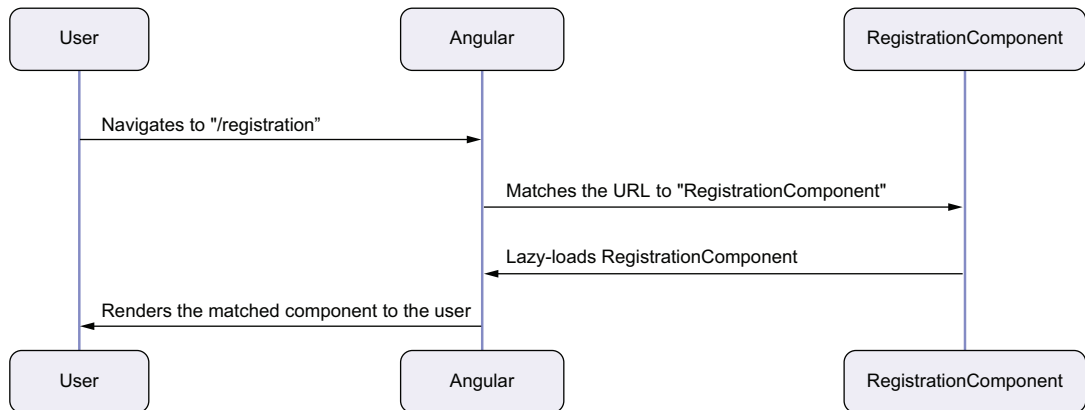 User
Angular
RegistrationComponent
Navigates to "/registration”
Matches the URL to "RegistrationComponent"
Lazy-loads RegistrationComponent
Renders the matched component to the user
User
Angular
RegistrationComponent